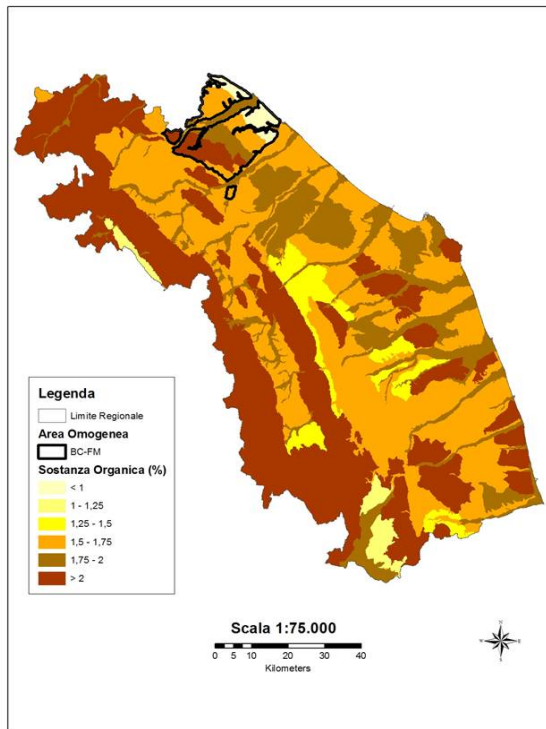 Legenda
Limite Regionale
Area Omogenea
BC-FM
Sostanza Organica (%)
< 1
1 - 1,25
1,25 - 1,5
1,5 - 1,75
1,75 - 2
> 2
Scala 1:75.000
0 5 10 20 30 40
Kilometers
N
W E
S